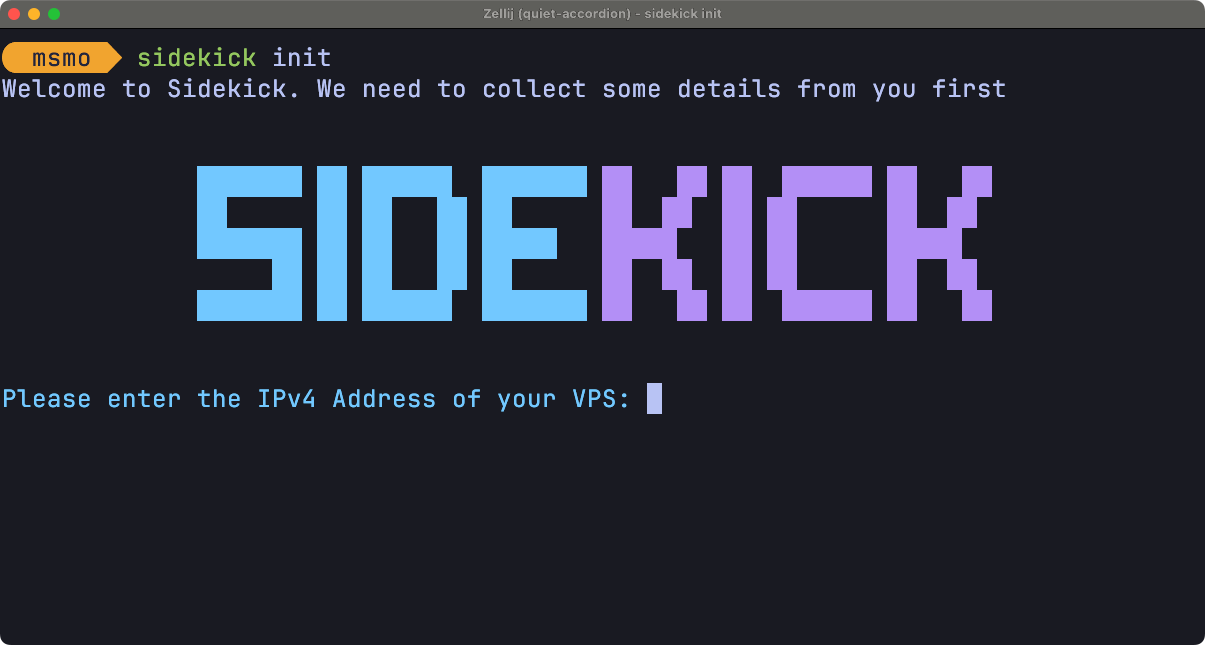 Zellij (quiet-accordion) - sidekick init
msmo sidekick init
Welcome to Sidekick. We need to collect some details from you first
SIDEKICK
Please enter the IPv4 Address of your VPS: